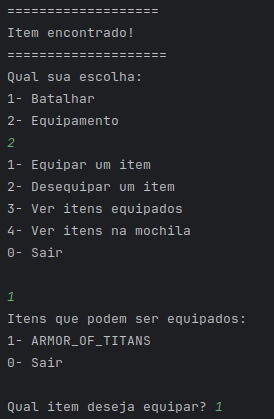 ===================
Item encontrado!
====================
Qual sua escolha:
1- Batalhar
2- Equipamento
2
1- Equipar um item
2- Desequipar um item
3- Ver itens equipados
4- Ver itens na mochila
0- Sair
1
Itens que podem ser equipados:
1- ARMOR_OF_TITANS
0- Sair
Qual item deseja equipar? 1